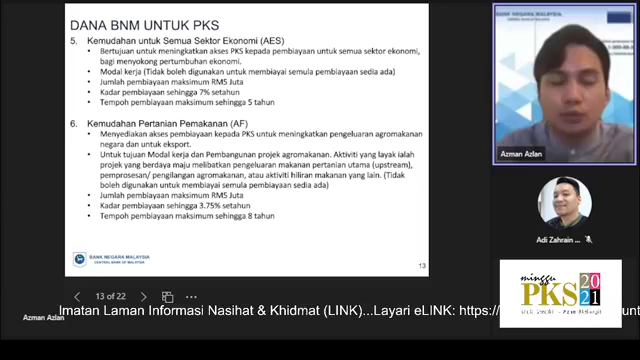 DANA BNM UNTUK PKS
5. Kemudahan untuk Semua Sektor Ekonomi (AES)
• Bertujuan untuk meningkatkan akses PKS kepada pembiayaan untuk semua sektor ekonomi,
bagi menyokong pertumbuhan ekonomi.
• Modal kerja (Tidak boleh digunakan untuk membiayai semula pembiayaan sedia ada)
• Jumlah pembiayaan maksimum RM5 Juta
• Kadar pembiayaan sehingga 7% setahun
• Tempoh pembiayaan maksimum sehingga 5 tahun
6. Kemudahan Pertanian Pemakanan (AF)
• Menyediakan akses pembiayaan kepada PKS untuk meningkatkan pengeluaran agromakanan
negara dan untuk eksport.
• Untuk tujuan Modal kerja dan Pembangunan projek agromakanan. Aktiviti yang layak ialah
projek yang berdaya maju melibatkan pengeluaran makanan pertanian utama (upstream),
pemprosesan/ pengilangan agromakanan, atau aktiviti hiliran makanan yang lain. (Tidak
boleh digunakan untuk membiayai semula pembiayaan sedia ada)
• Jumlah pembiayaan maksimum RM5 Juta
• Kadar pembiayaan sehingga 3.75% setahun
• Tempoh pembiayaan maksimum sehingga 8 tahun
BANK NEGARA MALAYSIA
CENTRAL BANK OF MALAYSIA
13
13 of 22
Azman Azlan
BANK NEGARA MALAYSIA
Azman Azlan
Adi Zahrain ...
minggu
PKS 2021
Imatan Laman Informasi Nasihat & Khidmat (LINK)...Layari eLINK: https://